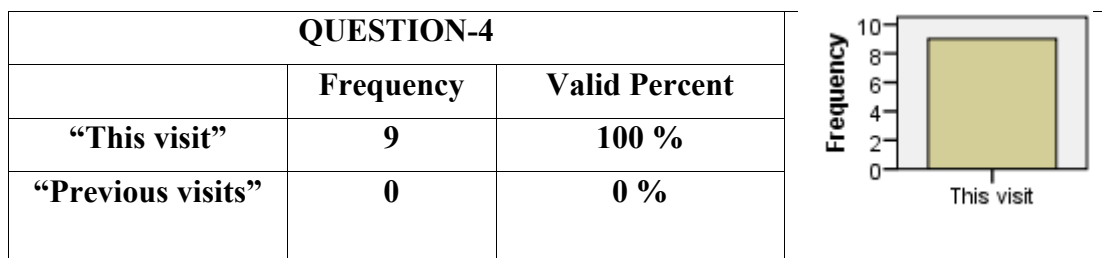 QUESTION-4
Frequency Valid Percent
“This visit” 9 100 %
“Previous visits” 0 0 %
Frequency
10
8
6
4
2
0
This visit